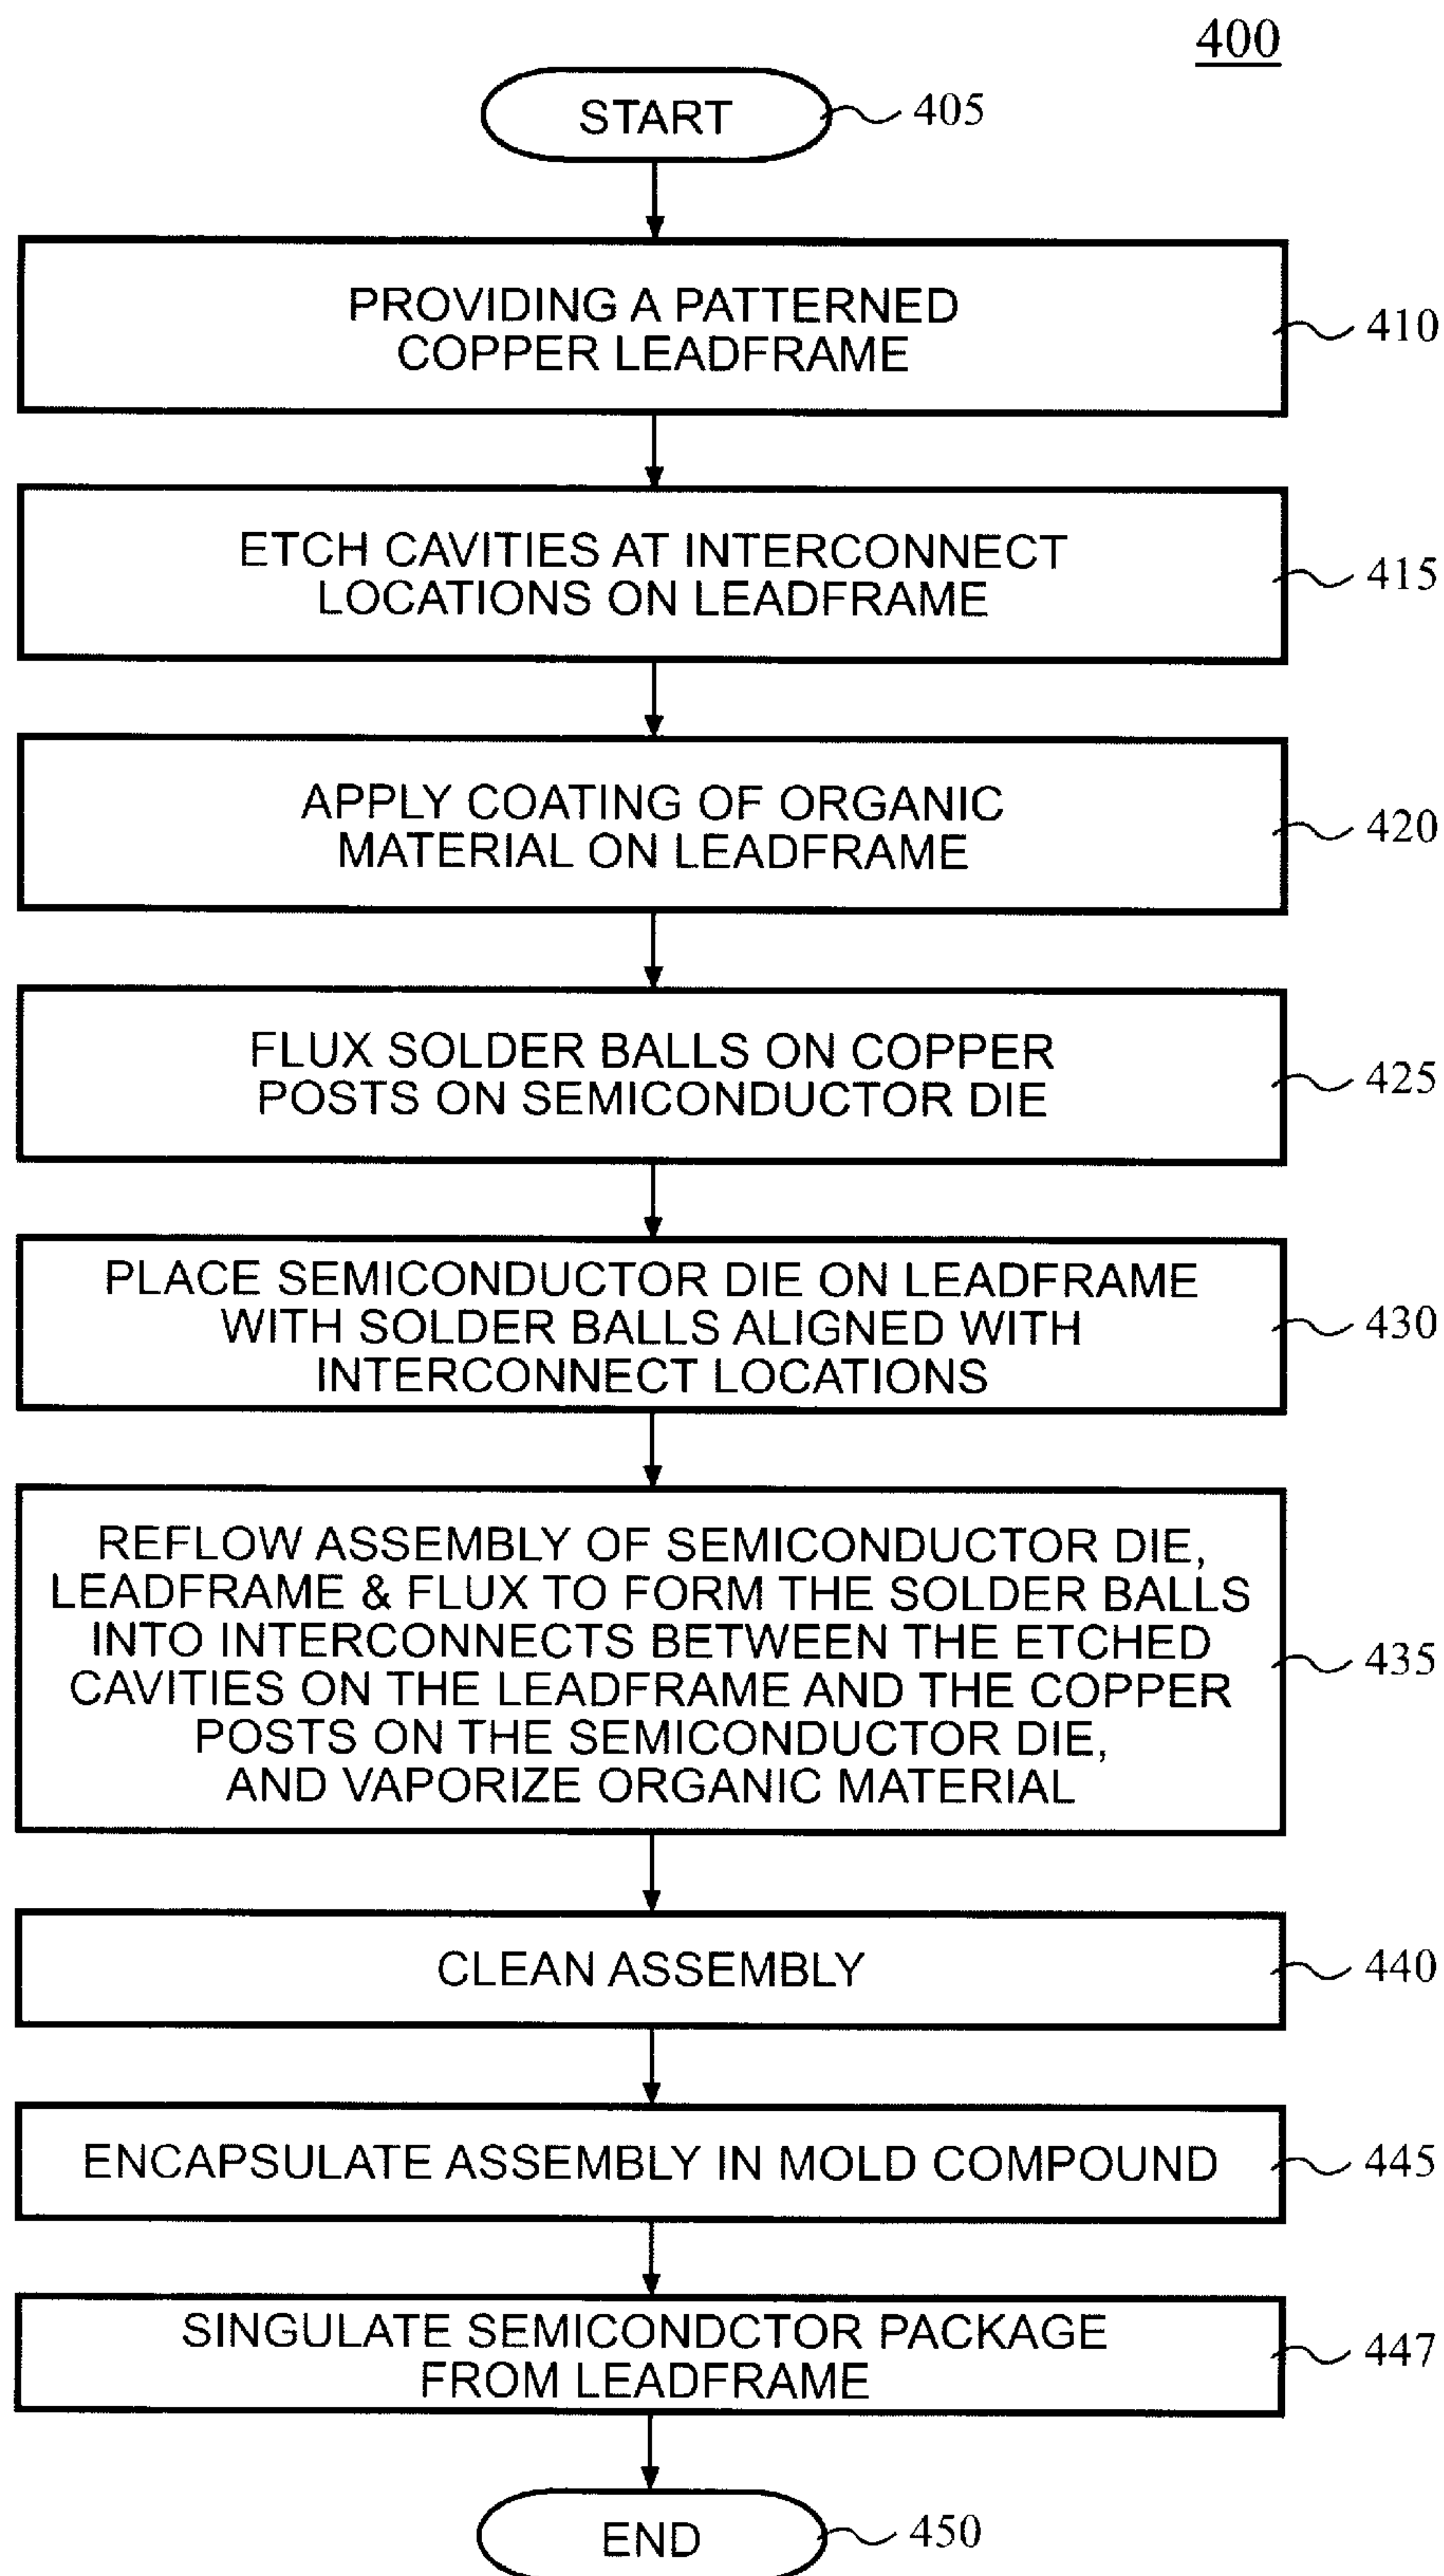 400
START
405
PROVIDING A PATTERNED
COPPER LEADFRAME
410
ETCH CAVITIES AT INTERCONNECT
LOCATIONS ON LEADFRAME
415
APPLY COATING OF ORGANIC
MATERIAL ON LEADFRAME
420
FLUX SOLDER BALLS ON COPPER
POSTS ON SEMICONDUCTOR DIE
425
PLACE SEMICONDUCTOR DIE ON LEADFRAME
WITH SOLDER BALLS ALIGNED WITH
INTERCONNECT LOCATIONS
430
REFLOW ASSEMBLY OF SEMICONDUCTOR DIE,
LEADFRAME & FLUX TO FORM THE SOLDER BALLS
INTO INTERCONNECTS BETWEEN THE ETCHED
CAVITIES ON THE LEADFRAME AND THE COPPER
POSTS ON THE SEMICONDUCTOR DIE,
AND VAPORIZE ORGANIC MATERIAL
435
CLEAN ASSEMBLY
440
ENCAPSULATE ASSEMBLY IN MOLD COMPOUND
445
SINGULATE SEMICONDCTOR PACKAGE
FROM LEADFRAME
447
END
450